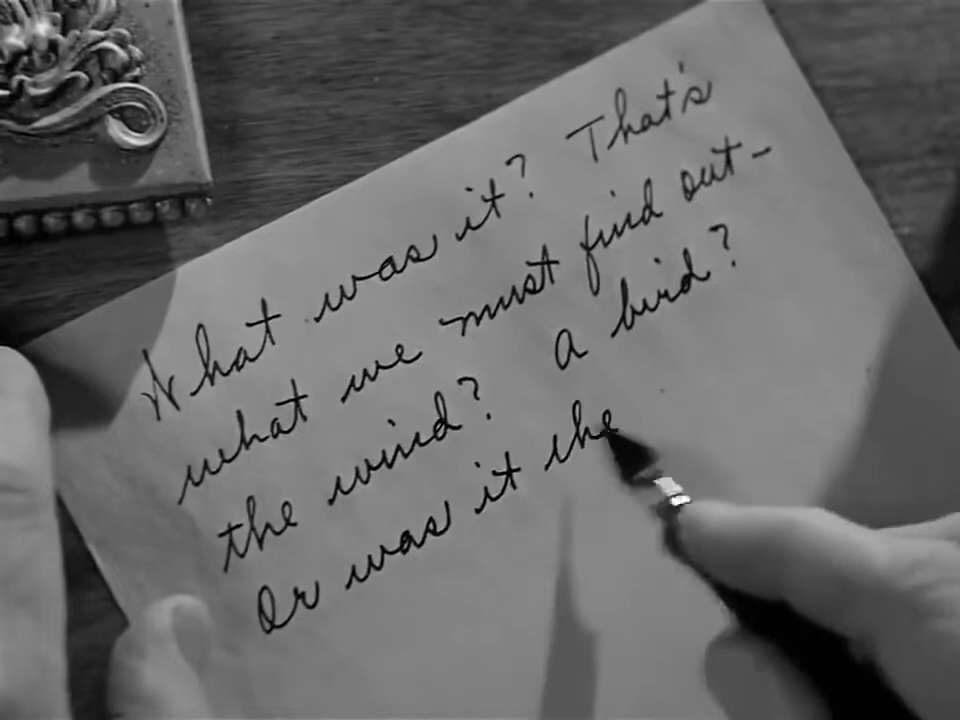 What was it? That's
what we must find out-
the wind? A bird?
Or was it the